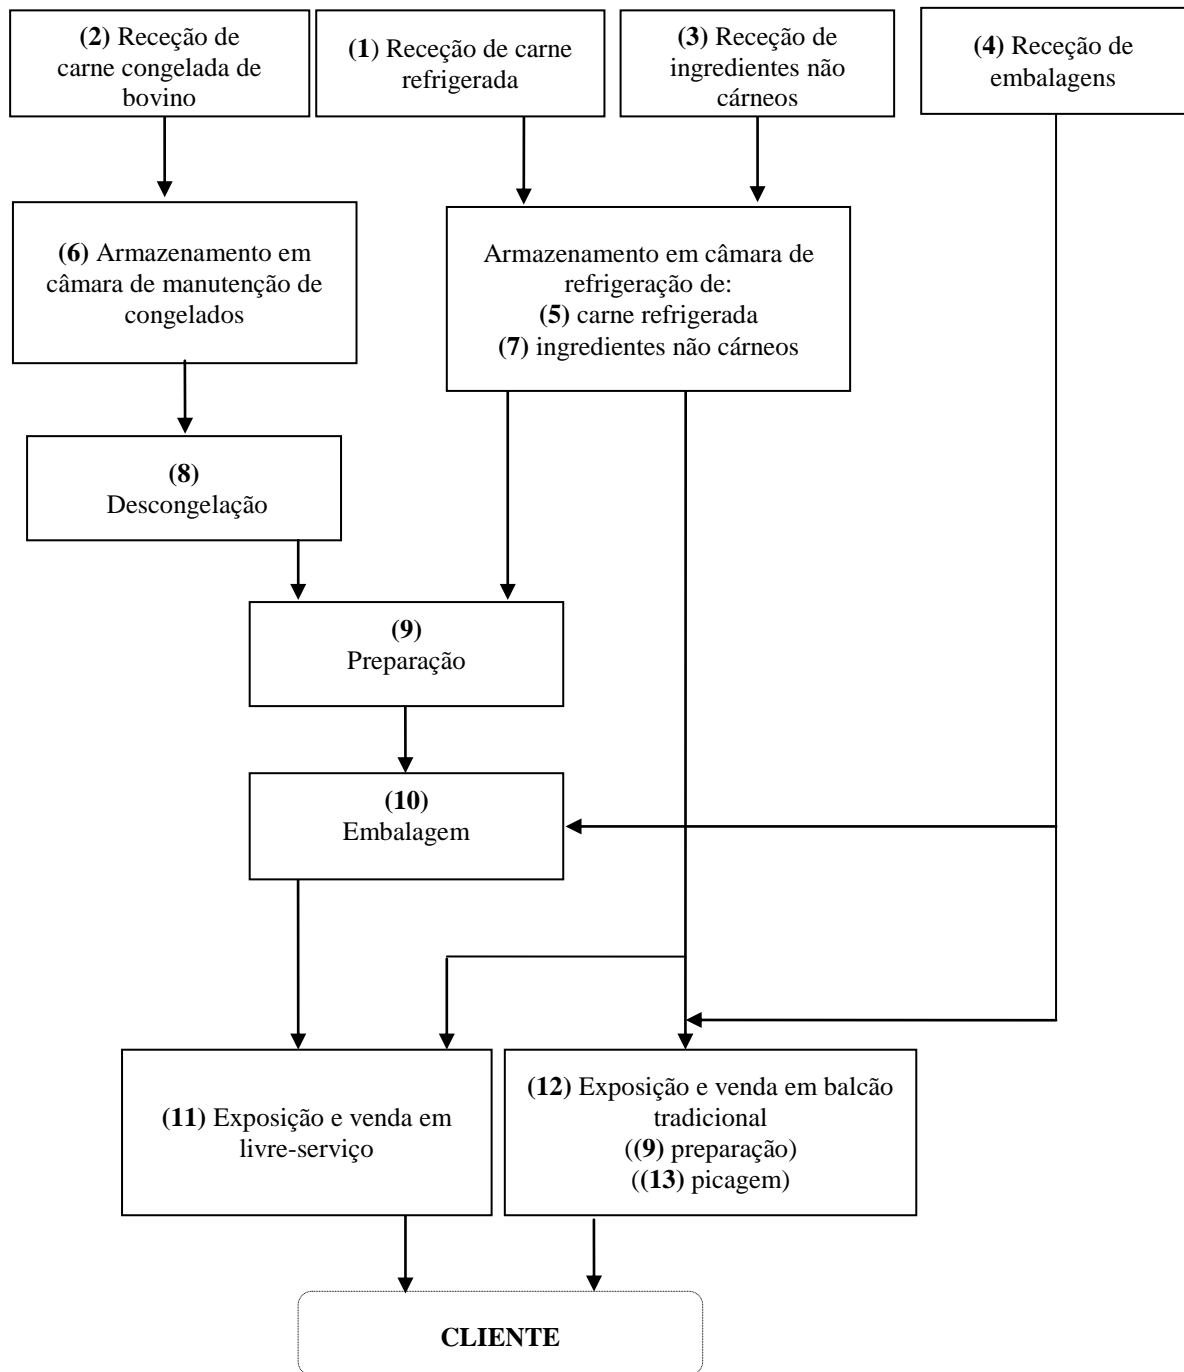 (2) Receção de
carne congelada de
bovino
(1) Receção de carne
refrigerada
(3) Receção de
ingredientes não
cárneos
(4) Receção de
embalagens
(6) Armazenamento em
câmara de manutenção de
congelados
Armazenamento em câmara de
refrigeração de:
(5) carne refrigerada
(7) ingredientes não cárneos
(8)
Descongelação
(9)
Preparação
(10)
Embalagem
(11) Exposição e venda em
livre-serviço
(12) Exposição e venda em balcão
tradicional
((9) preparação)
((13) picagem)
CLIENTE